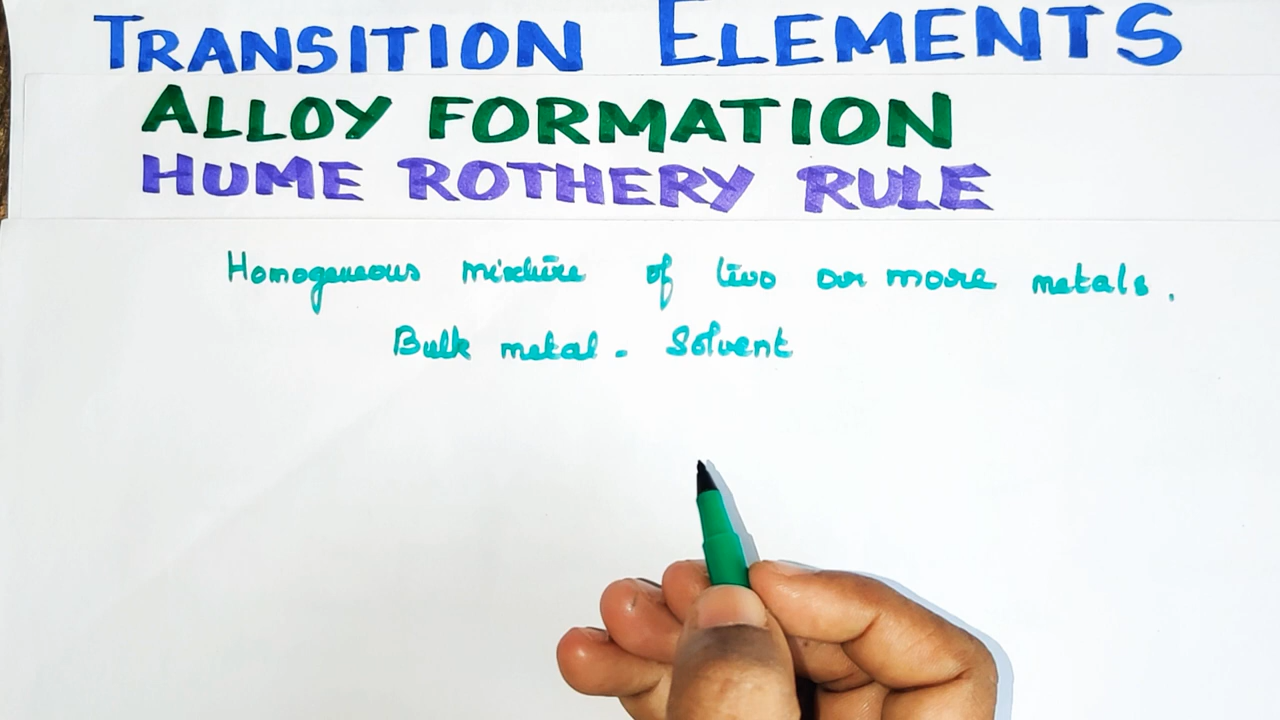 TRANSITION ELEMENTS
ALLOY FORMATION
HUME ROTHERY RULE
Homogeneous mixture of two or more metals.
Bulk metal - Solvent